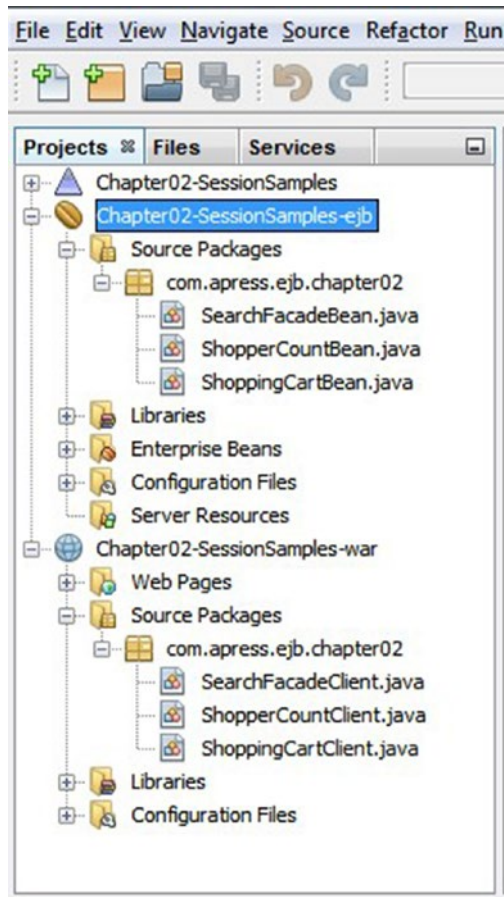 File Edit View Navigate Source Refactor Run
Projects Files Services
Chapter02-SessionSamples
Chapter02-SessionSamples-ejb
Source Packages
com.apress.ejb.chapter02
SearchFacadeBean.java
ShopperCountBean.java
ShoppingCartBean.java
Libraries
Enterprise Beans
Configuration Files
Server Resources
Chapter02-SessionSamples-war
Web Pages
Source Packages
com.apress.ejb.chapter02
SearchFacadeClient.java
ShopperCountClient.java
ShoppingCartClient.java
Libraries
Configuration Files